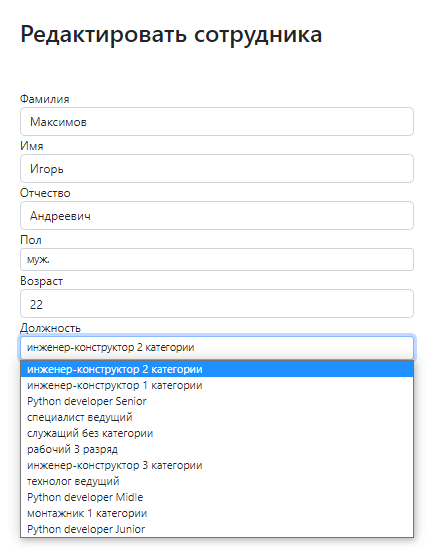 Редактировать сотрудника
Фамилия
Максимов
Имя
Игорь
Отчество
Андреевич
Пол
муж.
Возраст
22
Должность
инженер-конструктор 2 категории
инженер-конструктор 2 категории
инженер-конструктор 1 категории
Python developer Senior
специалист ведущий
служащий без категории
рабочий 3 разряд
инженер-конструктор 3 категории
технолог ведущий
Python developer Midle
монтажник 1 категории
Python developer Junior